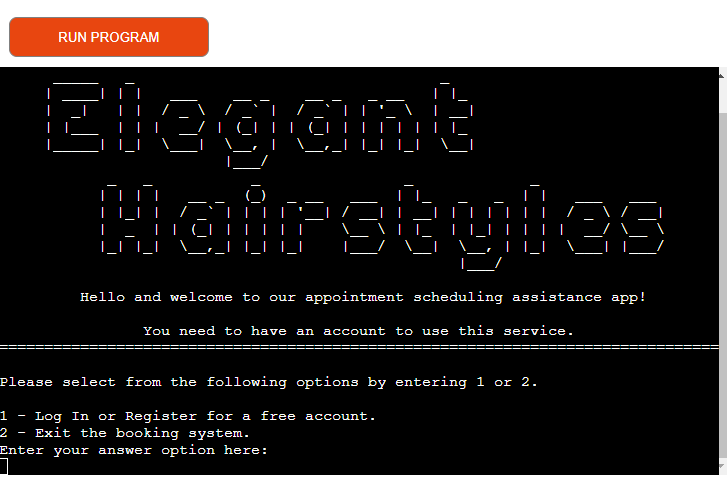 RUN PROGRAM
Elegant
Hairstyles
Hello and welcome to our appointment scheduling assistance app!
You need to have an account to use this service.
================================================================================
Please select from the following options by entering 1 or 2.
1 - Log In or Register for a free account.
2 - Exit the booking system.
Enter your answer option here: